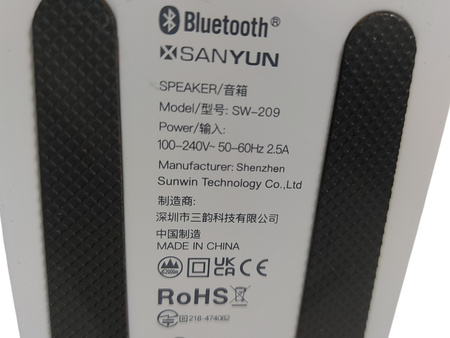 Bluetooth®
SANYUN
SPEAKER/音箱
Model/型号: SW-209
Power/输入:
100-240V~ 50-60Hz 2.5A
Manufacturer: Shenzhen
Sunwin Technology Co.,Ltd
制造商:
深圳市三韵科技有限公司
中国制造
MADE IN CHINA
UK CA CE
RoHS
R 218-474062